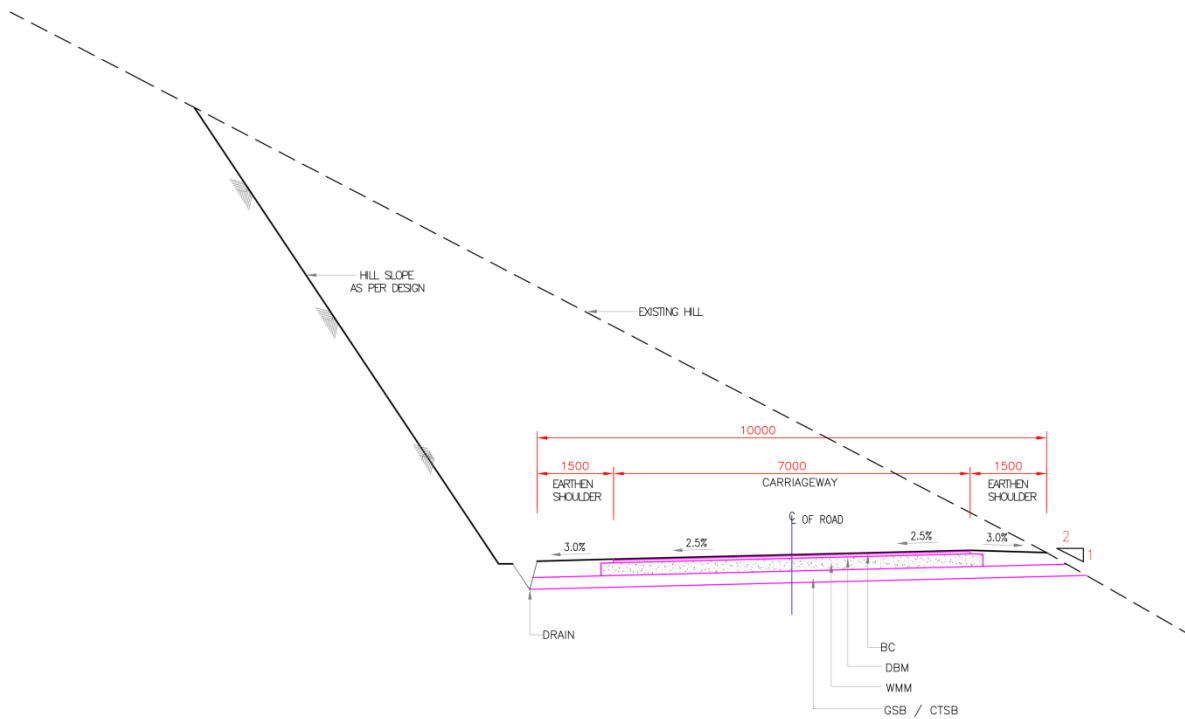 HILL SLOPE
AS PER DESIGN
EXISTING HILL
10000
1500
7000
1500
EARTHEN
SHOULDER
CARRIAGEWAY
EARTHEN
SHOULDER
℄ OF ROAD
3.0%
2.5%
2.5%
3.0%
2
1
DRAIN
BC
DBM
WMM
GSB / CTSB